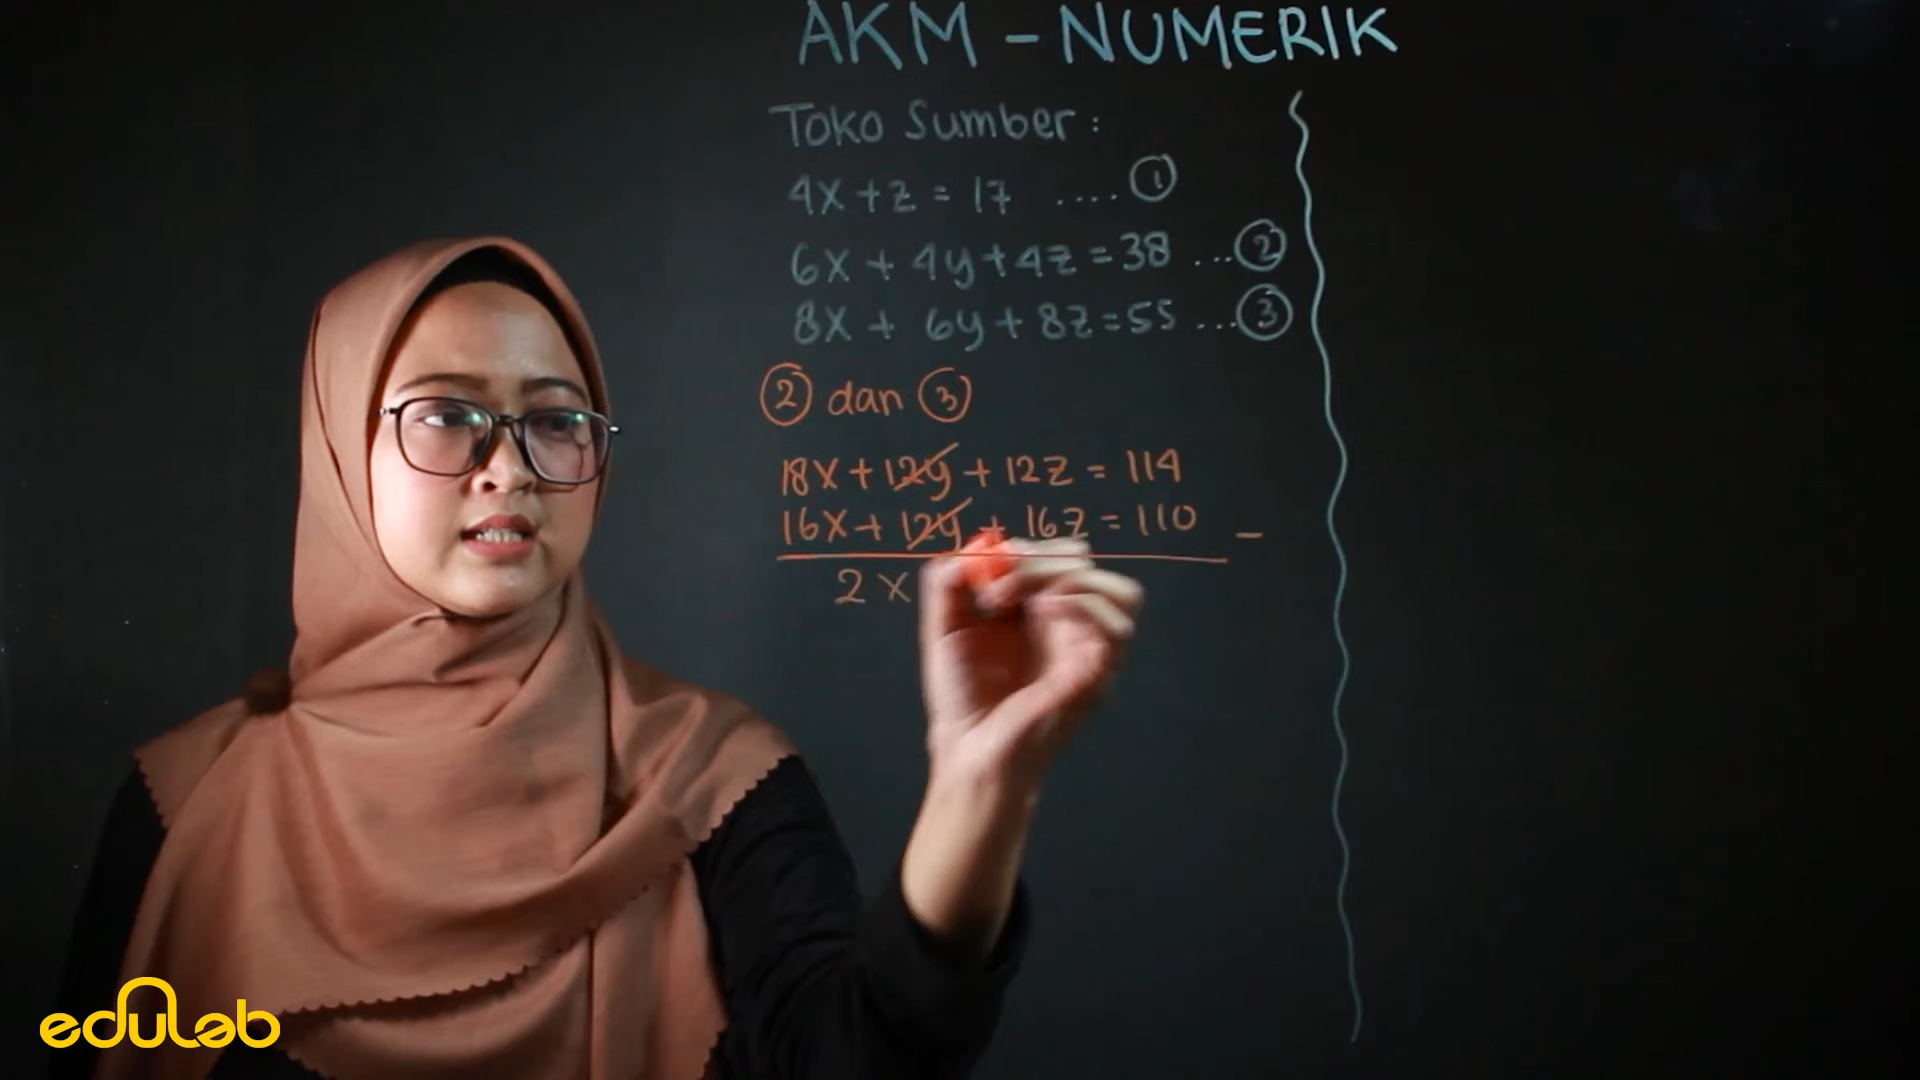 AKM - NUMERIK
Toko Sumber :
4x + z = 17 .... ①
6x + 4y + 4z = 38 ... ②
8x + 6y + 8z = 55 ... ③
② dan ③
18x + 12y + 12z = 114
16x + 12y + 16z = 110 -
2x
edulab